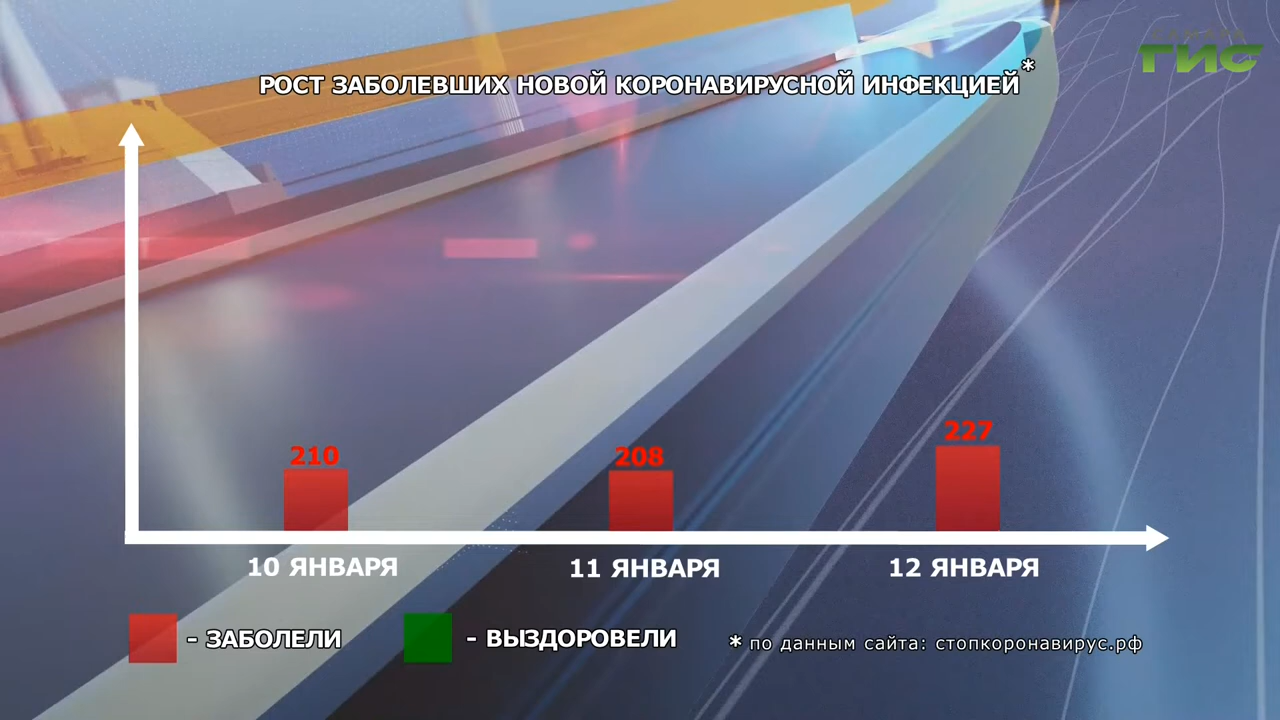 САМАРА
ГИС
РОСТ ЗАБОЛЕВШИХ НОВОЙ КОРОНАВИРУСНОЙ ИНФЕКЦИЕЙ*
210
208
227
10 ЯНВАРЯ
11 ЯНВАРЯ
12 ЯНВАРЯ
- ЗАБОЛЕЛИ
- ВЫЗДОРОВЕЛИ
* по данным сайта: стопкоронавирус.рф